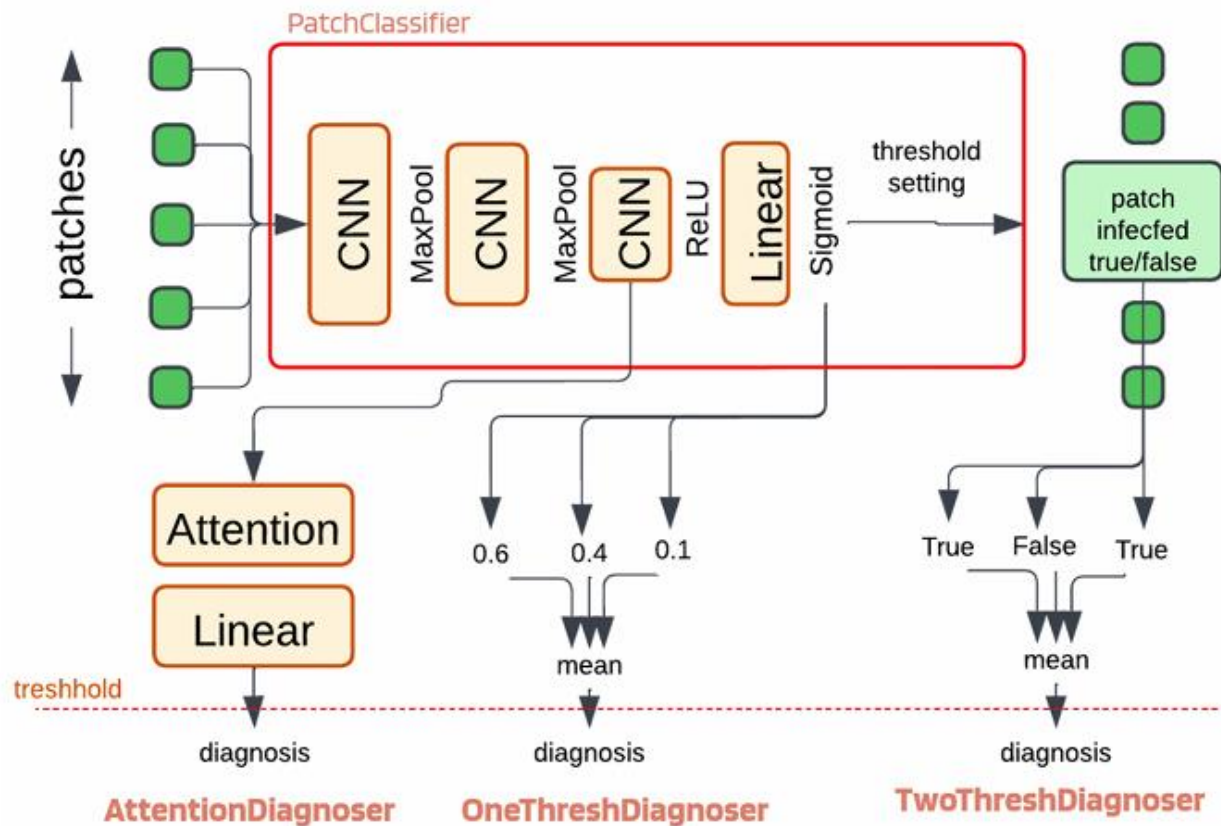 PatchClassifier
patches
CNN
MaxPool
CNN
MaxPool
CNN
ReLU
Linear
Sigmoid
threshold
setting
patch
infecfed
true/false
Attention
Linear
0.6
0.4
0.1
mean
True
False
True
mean
treshhold
diagnosis
diagnosis
diagnosis
AttentionDiagnoser
OneThreshDiagnoser
TwoThreshDiagnoser